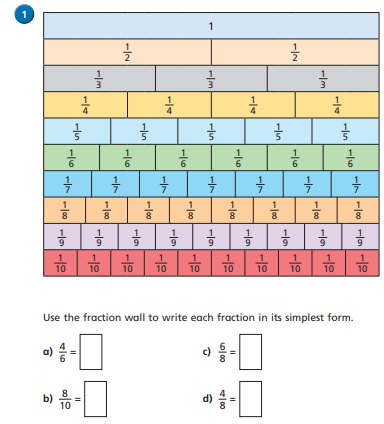 1
1
1/2 1/2
1/3 1/3 1/3
1/4 1/4 1/4 1/4
1/5 1/5 1/5 1/5 1/5
1/6 1/6 1/6 1/6 1/6 1/6
1/7 1/7 1/7 1/7 1/7 1/7 1/7
1/8 1/8 1/8 1/8 1/8 1/8 1/8 1/8
1/9 1/9 1/9 1/9 1/9 1/9 1/9 1/9 1/9
1/10 1/10 1/10 1/10 1/10 1/10 1/10 1/10 1/10 1/10
Use the fraction wall to write each fraction in its simplest form.
a) 4/6 =
c) 6/8 =
b) 8/10 =
d) 4/8 =